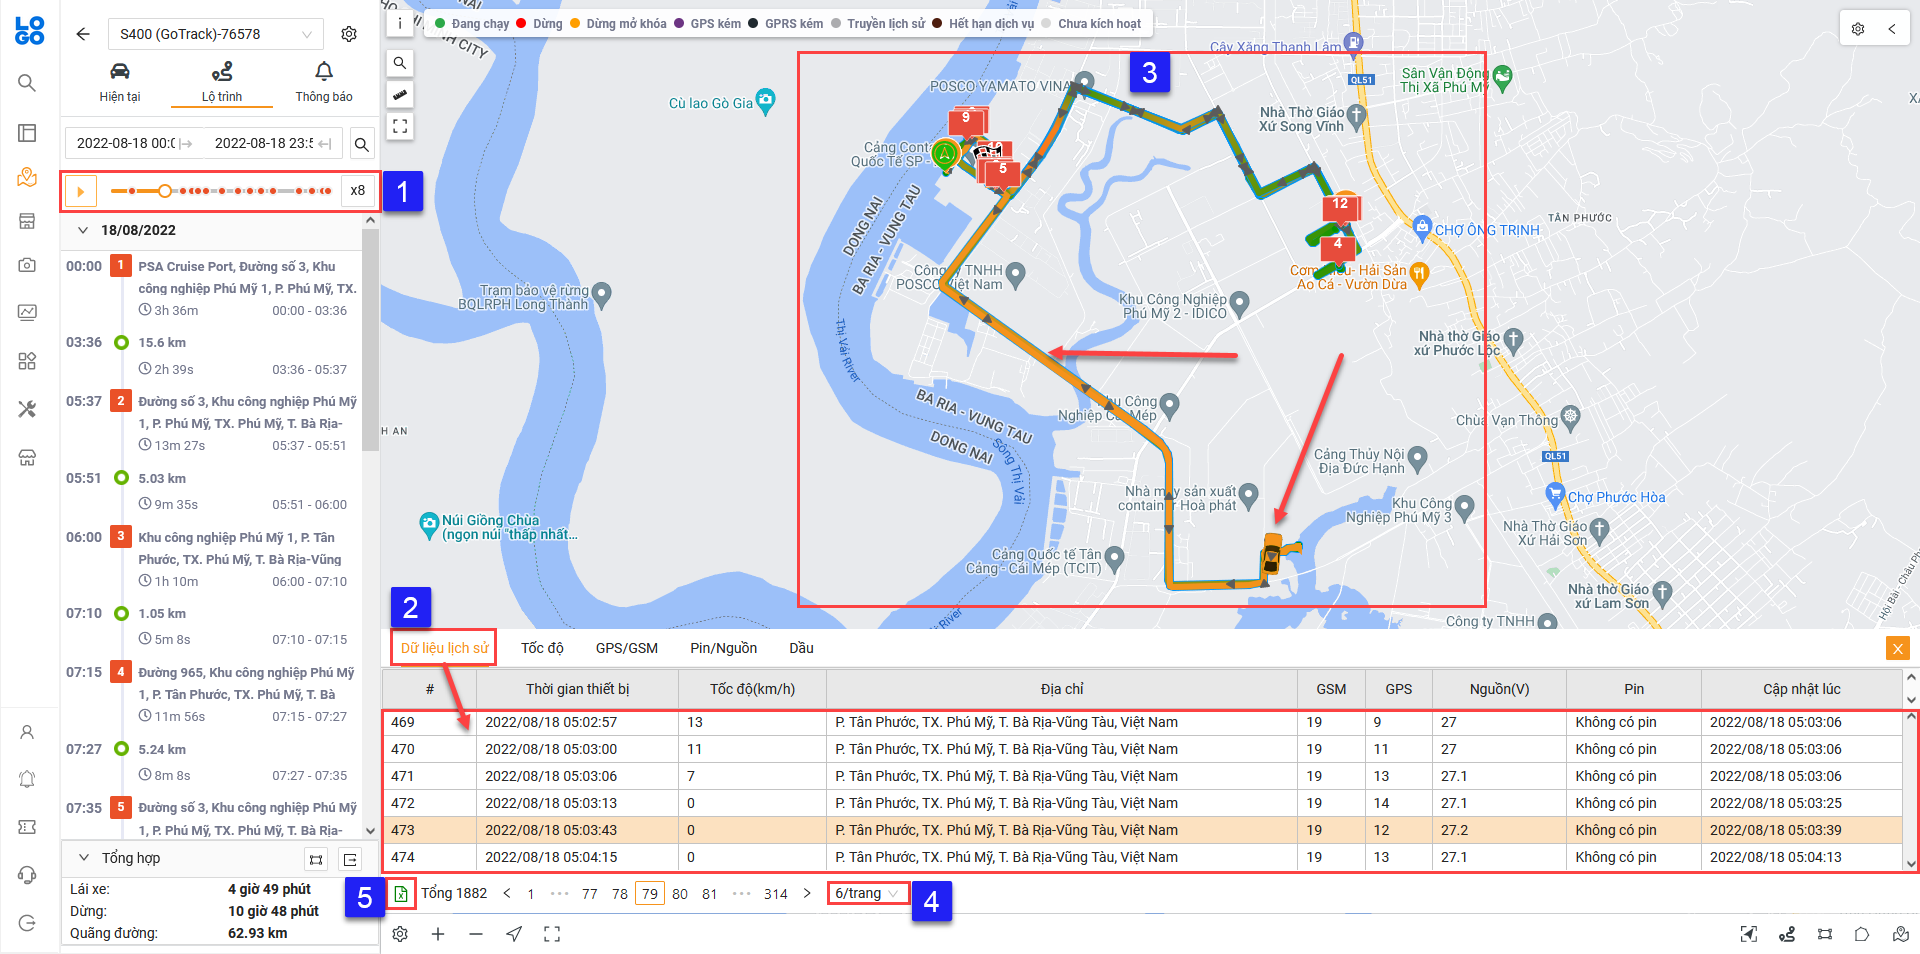 LO
GO
S400 (GoTrack)-76578
Hiện tại
Lộ trình
Thông báo
2022-08-18 00:0
2022-08-18 23:5
x8
1
18/08/2022
00:00
1
PSA Cruise Port, Đường số 3, Khu
công nghiệp Phú Mỹ 1, P. Phú Mỹ, TX.
3h 36m
00:00 - 03:36
03:36
15.6 km
2h 39s
03:36 - 05:37
05:37
2
Đường số 3, Khu công nghiệp Phú Mỹ
1, P. Phú Mỹ, TX. Phú Mỹ, T. Bà Rịa-
13m 27s
05:37 - 05:51
05:51
5.03 km
9m 35s
05:51 - 06:00
06:00
3
Khu công nghiệp Phú Mỹ 1, P. Tân
Phước, TX. Phú Mỹ, T. Bà Rịa-Vũng
1h 10m
06:00 - 07:10
07:10
1.05 km
5m 8s
07:10 - 07:15
07:15
4
Đường 965, Khu công nghiệp Phú Mỹ
1, P. Tân Phước, TX. Phú Mỹ, T. Bà
11m 56s
07:15 - 07:27
07:27
5.24 km
8m 8s
07:27 - 07:35
07:35
5
Đường số 3, Khu công nghiệp Phú Mỹ
1, P. Phú Mỹ, TX. Phú Mỹ, T. Bà Rịa-
Tổng hợp
Lái xe:
4 giờ 49 phút
Dừng:
10 giờ 48 phút
Quãng đường:
62.93 km
i
Đang chạy
Dừng
Dừng mở khóa
GPS kém
GPRS kém
Truyền lịch sử
Hết hạn dịch vụ
Chưa kích hoạt
H CITY
3
Cây Xăng Thanh Lâm
QL51
Sân Vận Động
Thị Xã Phú Mỹ
POSCO YAMATO VINA
Cù lao Gò Gia
Nhà Thờ Giáo
Xứ Song Vĩnh
9
Cảng Conta
Quốc Tế SP -
5
12
4
TÂN PHƯỚC
CHỢ ÔNG TRỊNH
DONG NAI
BA RIA - VUNG TAU
Công ty TNHH
POSCO Việt Nam
Cơm Niêu- Hải Sản
Ao Cá - Vườn Dừa
Trạm bảo vệ rừng
BQLRPH Long Thành
Khu Công Nghiệp
Phú Mỹ 2 - IDICO
Thị Vải River
Nhà thờ Giáo
xứ Phước Lộc
BA RIA - VUNG TAU
DONG NAI
Khu Công
Nghiệp Cái Mép
Chùa Vạn Thông
H AN
Sông Thị Vải
Cảng Thủy Nội
Địa Đức Hạnh
QL51
Nhà máy sản xuất
container Hoà phát
Chợ Phước Hòa
Khu Công
Nghiệp Phú Mỹ 3
Núi Giồng Chùa
(ngọn núi "thấp nhất...
Nhà Thờ Giáo
Xứ Hải Sơn
Cảng Quốc tế Tân
Cảng - Cái Mép (TCIT)
Nhà thờ Giáo
xứ Lam Sơn
Công ty TNHH
2
Dữ liệu lịch sử
Tốc độ
GPS/GSM
Pin/Nguồn
Dầu
X
# Thời gian thiết bị Tốc độ(km/h) Địa chỉ GSM GPS Nguồn(V) Pin Cập nhật lúc
469 2022/08/18 05:02:57 13 P. Tân Phước, TX. Phú Mỹ, T. Bà Rịa-Vũng Tàu, Việt Nam 19 9 27 Không có pin 2022/08/18 05:03:06
470 2022/08/18 05:03:00 11 P. Tân Phước, TX. Phú Mỹ, T. Bà Rịa-Vũng Tàu, Việt Nam 19 11 27 Không có pin 2022/08/18 05:03:06
471 2022/08/18 05:03:06 7 P. Tân Phước, TX. Phú Mỹ, T. Bà Rịa-Vũng Tàu, Việt Nam 19 13 27.1 Không có pin 2022/08/18 05:03:06
472 2022/08/18 05:03:13 0 P. Tân Phước, TX. Phú Mỹ, T. Bà Rịa-Vũng Tàu, Việt Nam 19 14 27.1 Không có pin 2022/08/18 05:03:25
473 2022/08/18 05:03:43 0 P. Tân Phước, TX. Phú Mỹ, T. Bà Rịa-Vũng Tàu, Việt Nam 19 12 27.2 Không có pin 2022/08/18 05:03:39
474 2022/08/18 05:04:15 0 P. Tân Phước, TX. Phú Mỹ, T. Bà Rịa-Vũng Tàu, Việt Nam 19 13 27.1 Không có pin 2022/08/18 05:04:13
5
Tổng 1882 < 1 ••• 77 78 79 80 81 ••• 314 > 6/trang
4